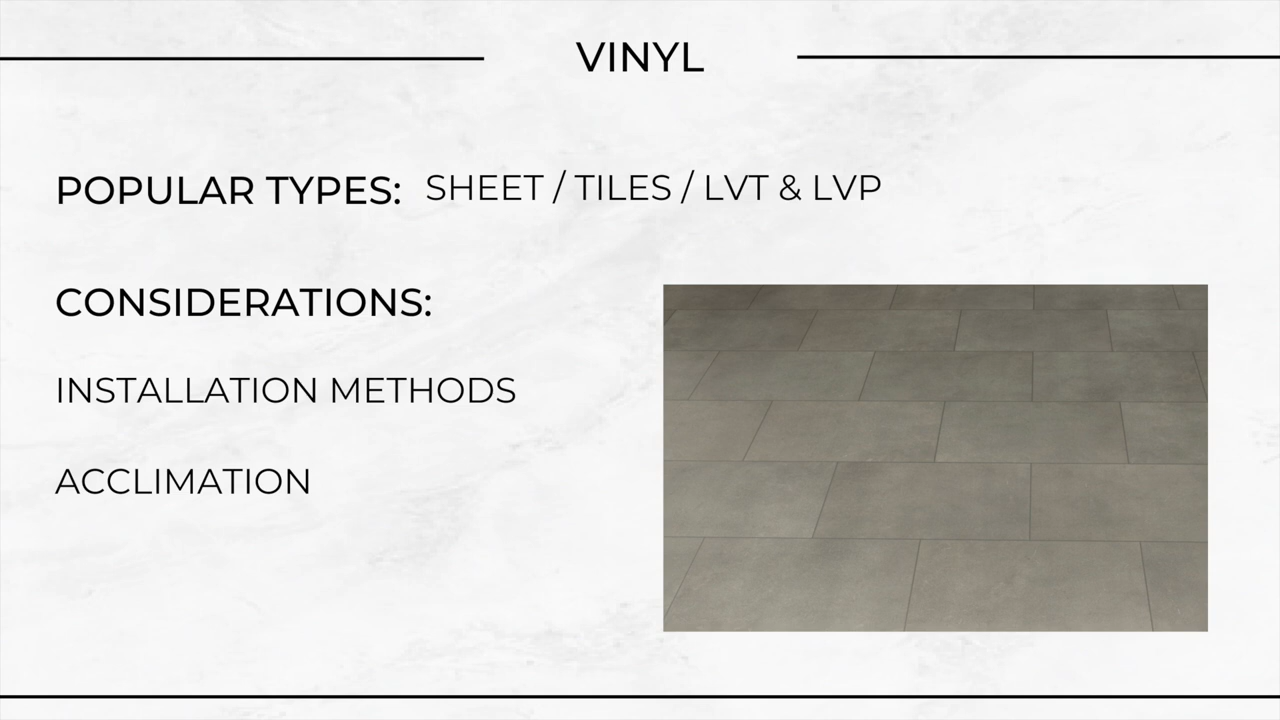 VINYL
POPULAR TYPES: SHEET / TILES / LVT & LVP
CONSIDERATIONS:
INSTALLATION METHODS
ACCLIMATION